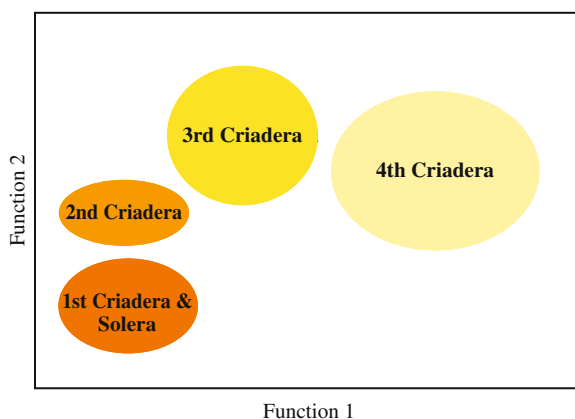 3rd Criadera
4th Criadera
2nd Criadera
1st Criadera &
Solera
Function 2
Function 1